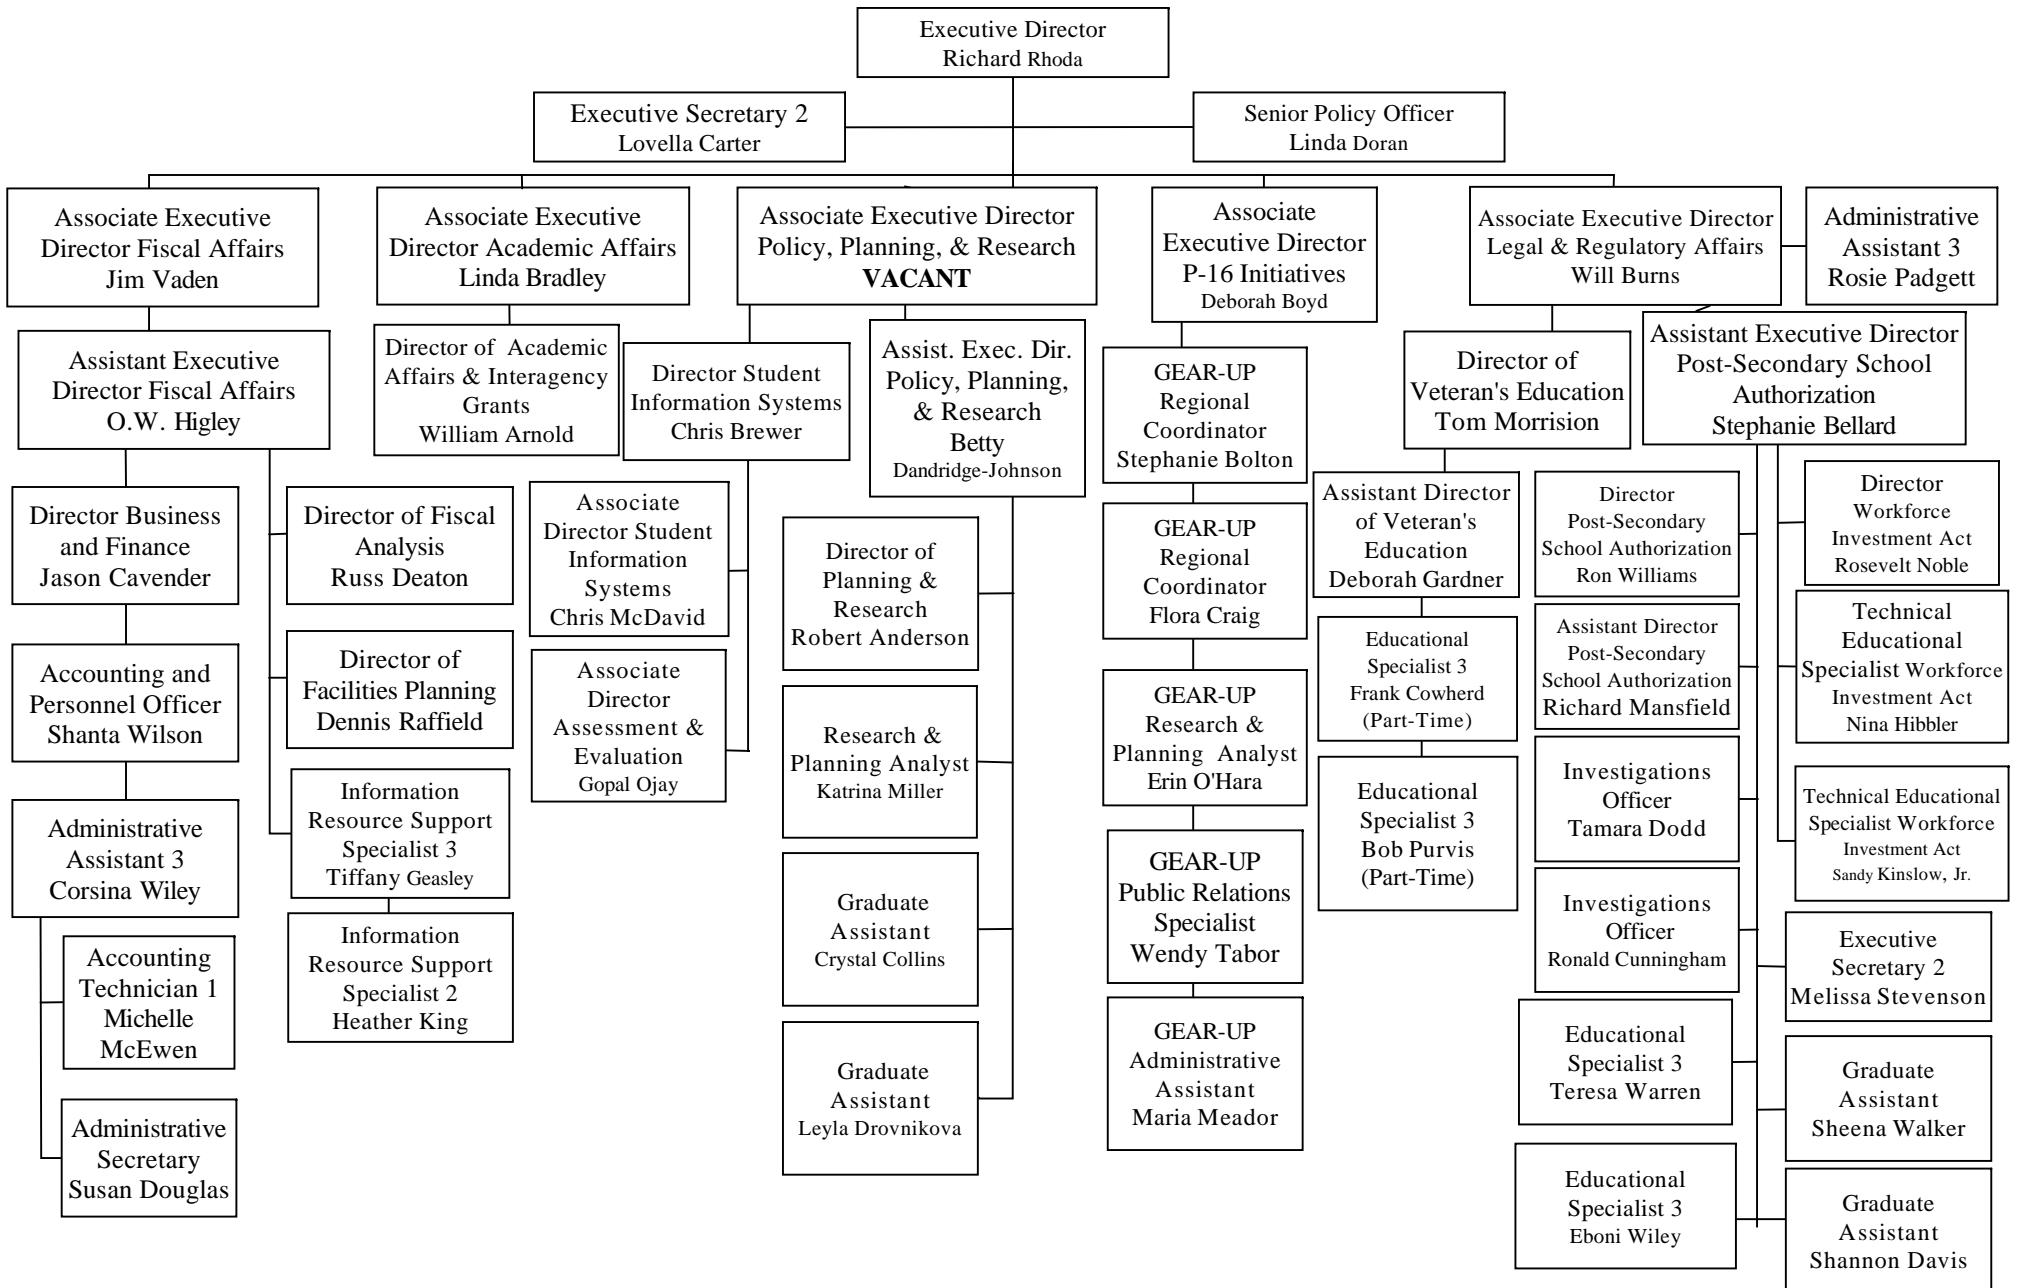 Executive Director
Richard Rhoda
Executive Secretary 2
Lovella Carter
Senior Policy Officer
Linda Doran
Associate Executive
Director Fiscal Affairs
Jim Vaden
Associate Executive
Director Academic Affairs
Linda Bradley
Associate Executive Director
Policy, Planning, & Research
VACANT
Associate
Executive Director
P-16 Initiatives
Deborah Boyd
Associate Executive Director
Legal & Regulatory Affairs
Will Burns
Administrative
Assistant 3
Rosie Padgett
Assistant Executive
Director Fiscal Affairs
O.W. Higley
Director of Academic
Affairs & Interagency
Grants
William Arnold
Director Student
Information Systems
Chris Brewer
Assist. Exec. Dir.
Policy, Planning,
& Research
Betty
Dandridge-Johnson
GEAR-UP
Regional
Coordinator
Stephanie Bolton
Director of
Veteran's Education
Tom Morrision
Assistant Executive Director
Post-Secondary School
Authorization
Stephanie Bellard
Director Business
and Finance
Jason Cavender
Director of Fiscal
Analysis
Russ Deaton
Associate
Director Student
Information
Systems
Chris McDavid
Director of
Planning &
Research
Robert Anderson
GEAR-UP
Regional
Coordinator
Flora Craig
Assistant Director
of Veteran's
Education
Deborah Gardner
Director
Post-Secondary
School Authorization
Ron Williams
Director
Workforce
Investment Act
Rosevelt Noble
Accounting and
Personnel Officer
Shanta Wilson
Director of
Facilities Planning
Dennis Raffield
Associate
Director
Assessment &
Evaluation
Gopal Ojay
Research &
Planning Analyst
Katrina Miller
GEAR-UP
Research &
Planning Analyst
Erin O'Hara
Educational
Specialist 3
Frank Cowherd
(Part-Time)
Assistant Director
Post-Secondary
School Authorization
Richard Mansfield
Technical
Educational
Specialist Workforce
Investment Act
Nina Hibbler
Administrative
Assistant 3
Corsina Wiley
Information
Resource Support
Specialist 3
Tiffany Geasley
Graduate
Assistant
Crystal Collins
GEAR-UP
Public Relations
Specialist
Wendy Tabor
Educational
Specialist 3
Bob Purvis
(Part-Time)
Investigations
Officer
Tamara Dodd
Technical Educational
Specialist Workforce
Investment Act
Sandy Kinslow, Jr.
Accounting
Technician 1
Michelle
McEwen
Information
Resource Support
Specialist 2
Heather King
Graduate
Assistant
Leyla Drovnikova
GEAR-UP
Administrative
Assistant
Maria Meador
Investigations
Officer
Ronald Cunningham
Executive
Secretary 2
Melissa Stevenson
Administrative
Secretary
Susan Douglas
Educational
Specialist 3
Teresa Warren
Graduate
Assistant
Sheena Walker
Educational
Specialist 3
Eboni Wiley
Graduate
Assistant
Shannon Davis